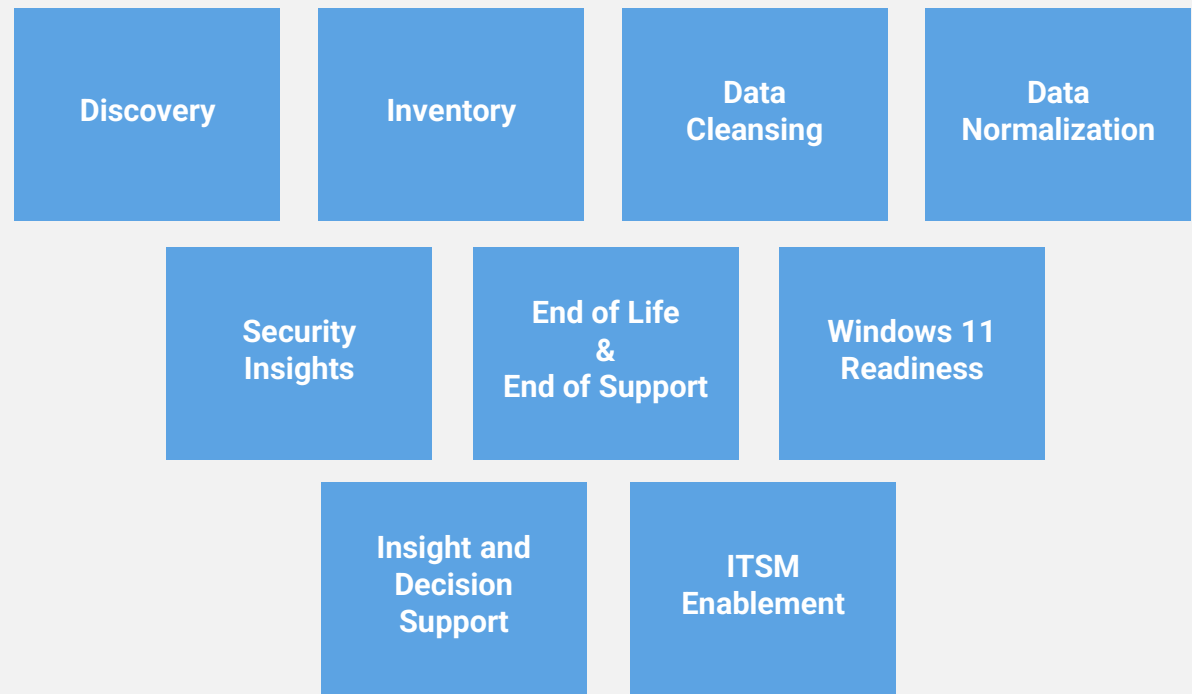 Discovery
Inventory
Data
Cleansing
Data
Normalization
Security
Insights
End of Life
&
End of Support
Windows 11
Readiness
Insight and
Decision
Support
ITSM
Enablement